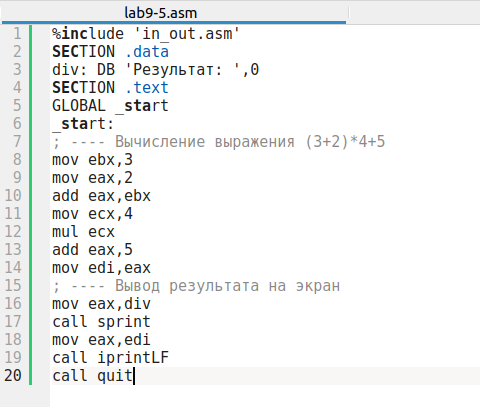 lab9-5.asm
1 %include 'in_out.asm'
2 SECTION .data
3 div: DB 'Результат: ',0
4 SECTION .text
5 GLOBAL _start
6 _start:
7 ; ---- Вычисление выражения (3+2)*4+5
8 mov ebx,3
9 mov eax,2
10 add eax,ebx
11 mov ecx,4
12 mul ecx
13 add eax,5
14 mov edi,eax
15 ; ---- Вывод результата на экран
16 mov eax,div
17 call sprint
18 mov eax,edi
19 call iprintLF
20 call quit